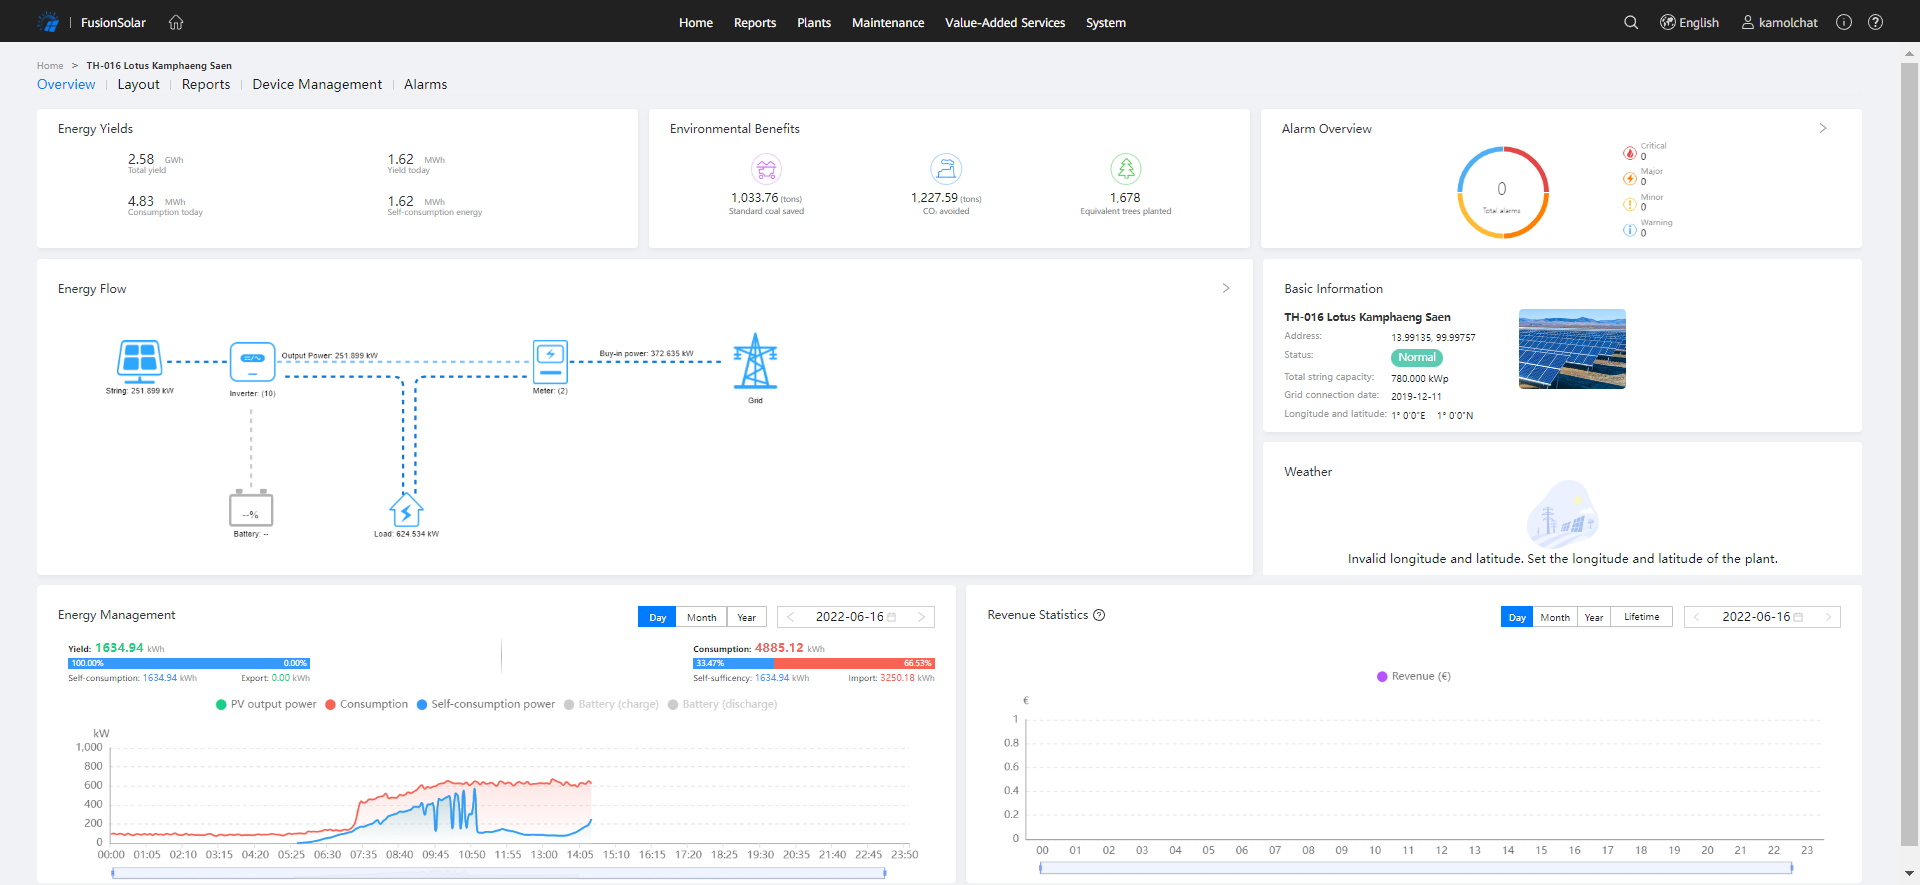 FusionSolar
Home Reports Plants Maintenance Value-Added Services System
English kamolchat
Home > TH-016 Lotus Kamphaeng Saen
Overview Layout Reports Device Management Alarms
Energy Yields
2.58 GWh
Total yield
1.62 MWh
Yield today
4.83 MWh
Consumption today
1.62 MWh
Self-consumption energy
Environmental Benefits
1,033.76 (tons)
Standard coal saved
1,227.59 (tons)
CO₂ avoided
1,678
Equivalent trees planted
Alarm Overview
0
Total alarms
Critical
0
Major
0
Minor
0
Warning
0
Energy Flow
String: 251.899 kW
Output Power: 251.899 kW
Inverter: (10)
Meter: (2)
Buy-in power: 372.635 kW
Grid
--%
Battery: --
Load: 624.534 kW
Basic Information
TH-016 Lotus Kamphaeng Saen
Address: 13.99135, 99.99757
Status: Normal
Total string capacity: 780.000 kWp
Grid connection date: 2019-12-11
Longitude and latitude: 1° 0'0"E 1° 0'0"N
Weather
Invalid longitude and latitude. Set the longitude and latitude of the plant.
Energy Management
Day Month Year
< 2022-06-16 >
Yield: 1634.94 kWh
100.00% 0.00%
Self-consumption: 1634.94 kWh Export: 0.00 kWh
Consumption: 4885.12 kWh
33.47% 66.53%
Self-sufficency: 1634.94 kWh Import: 3250.18 kWh
PV output power Consumption Self-consumption power Battery (charge) Battery (discharge)
kW
1,000
800
600
400
200
0
00:00 01:05 02:10 03:15 04:20 05:25 06:30 07:35 08:40 09:45 10:50 11:55 13:00 14:05 15:10 16:15 17:20 18:25 19:30 20:35 21:40 22:45 23:50
Revenue Statistics
Day Month Year Lifetime
< 2022-06-16 >
Revenue (€)
€
1
0.8
0.6
0.4
0.2
0
00 01 02 03 04 05 06 07 08 09 10 11 12 13 14 15 16 17 18 19 20 21 22 23